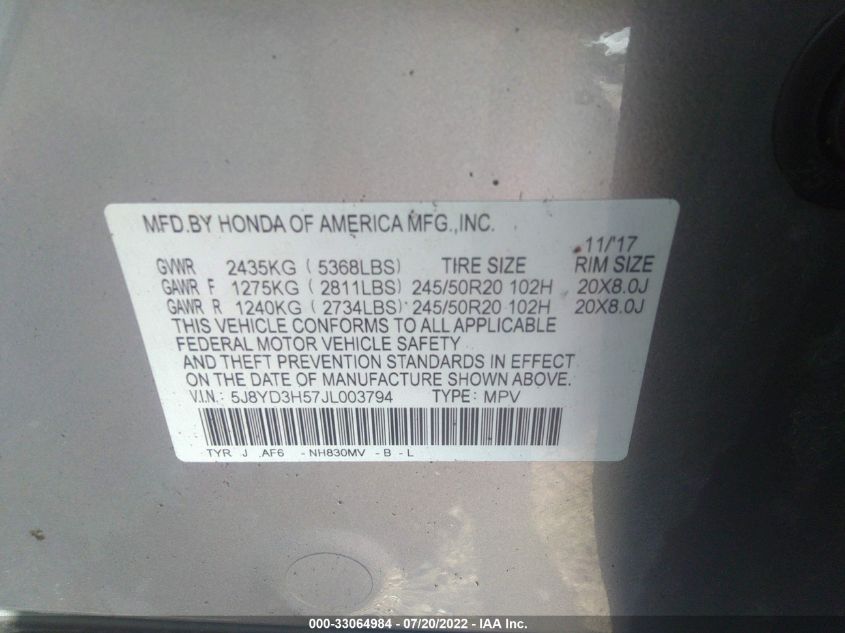 MFD.BY HONDA OF AMERICA MFG.,INC.
11/'17
GVWR 2435KG ( 5368LBS) TIRE SIZE RIM SIZE
GAWR F 1275KG ( 2811LBS) 245/50R20 102H 20X8.0J
GAWR R 1240KG ( 2734LBS) 245/50R20 102H 20X8.0J
THIS VEHICLE CONFORMS TO ALL APPLICABLE
FEDERAL MOTOR VEHICLE SAFETY
AND THEFT PREVENTION STANDARDS IN EFFECT
ON THE DATE OF MANUFACTURE SHOWN ABOVE.
V.I.N.: 5J8YD3H57JL003794 TYPE: MPV
TYR J AF6 -NH830MV -B -L
000-33064984 - 07/20/2022 - IAA Inc.